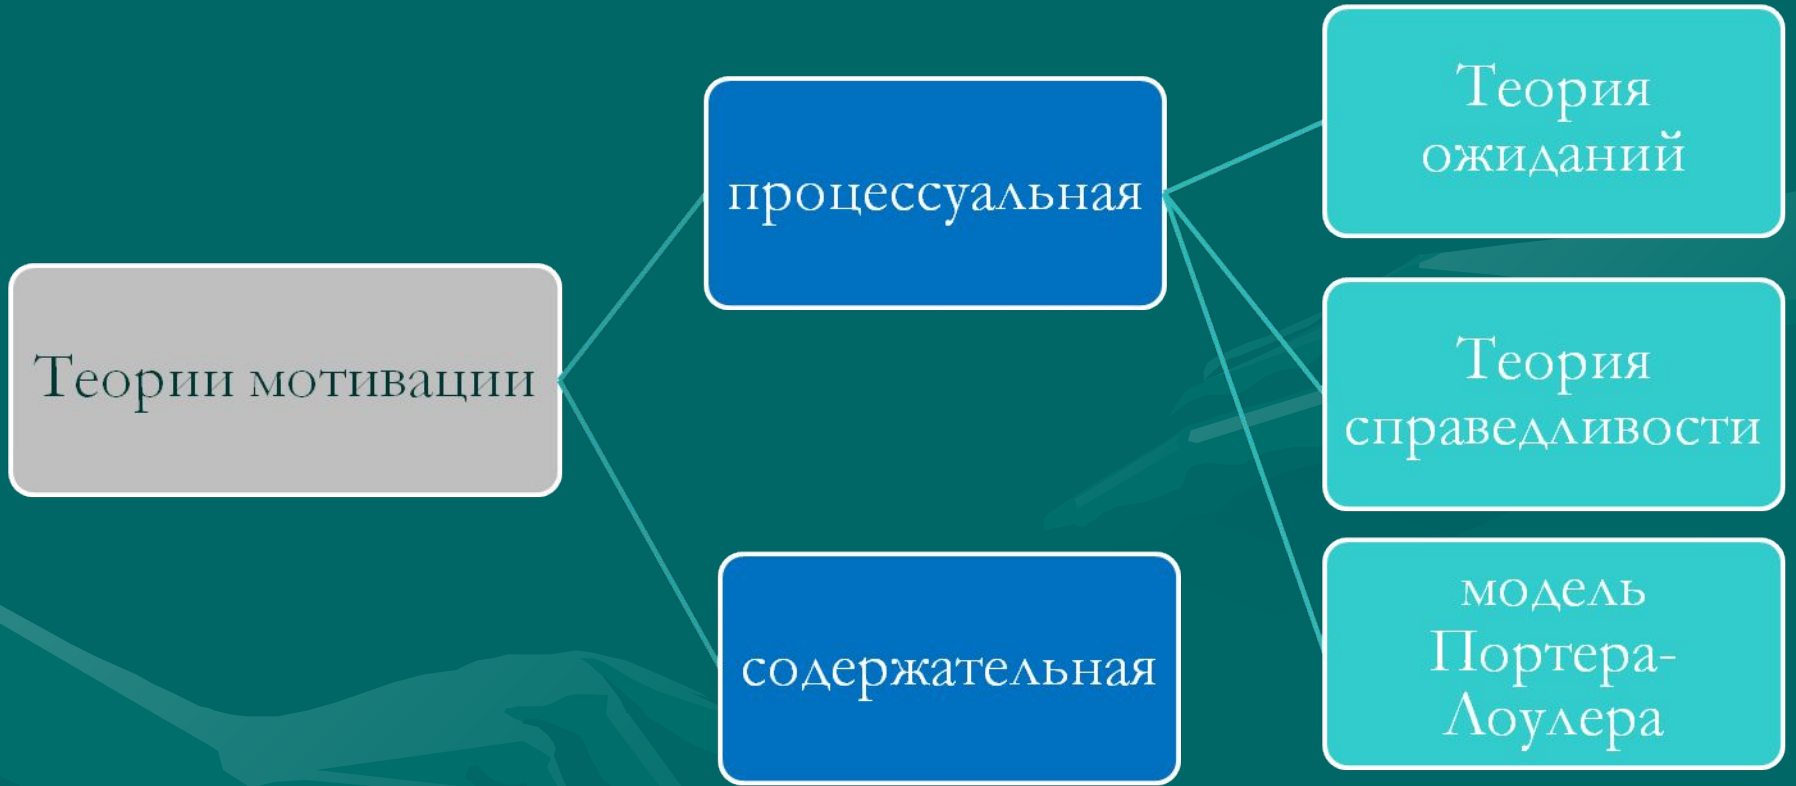 Теории мотивации
процессуальная
содержательная
Теория
ожиданий
Теория
справедливости
модель
Портера-
Лоулера